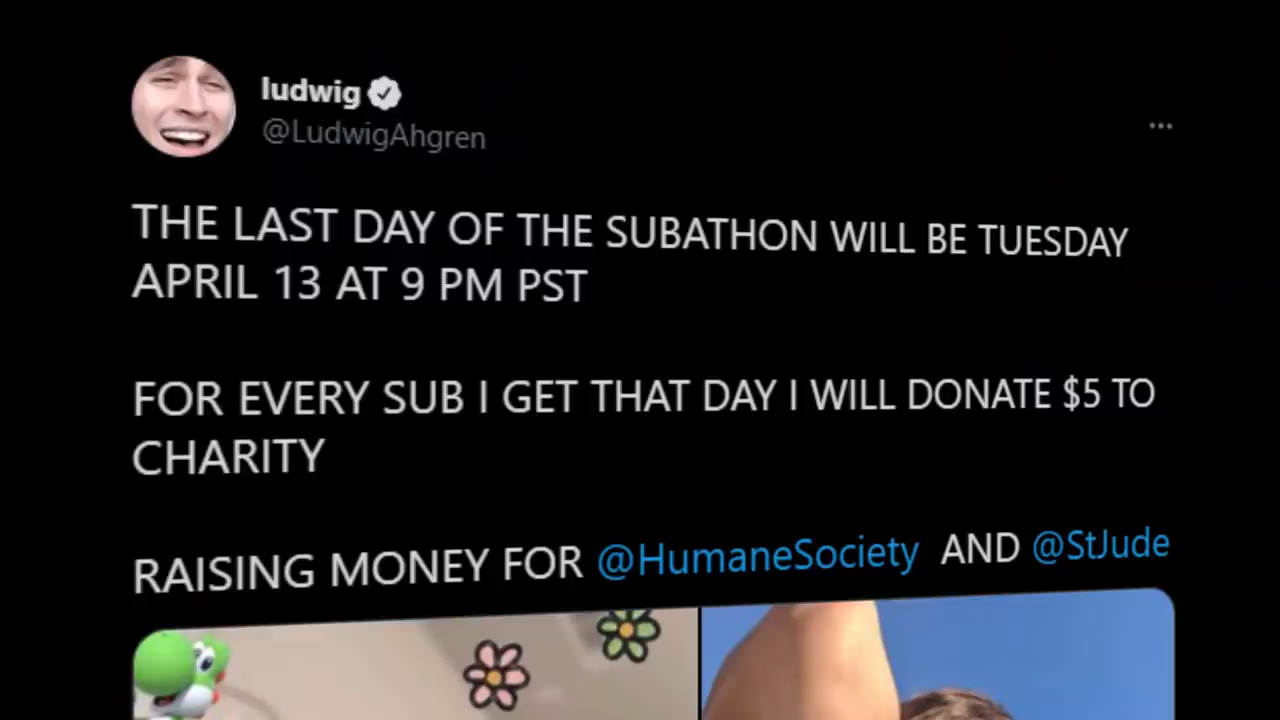 ludwig
@LudwigAhgren
THE LAST DAY OF THE SUBATHON WILL BE TUESDAY
APRIL 13 AT 9 PM PST
FOR EVERY SUB I GET THAT DAY I WILL DONATE $5 TO
CHARITY
RAISING MONEY FOR @HumaneSociety AND @StJude